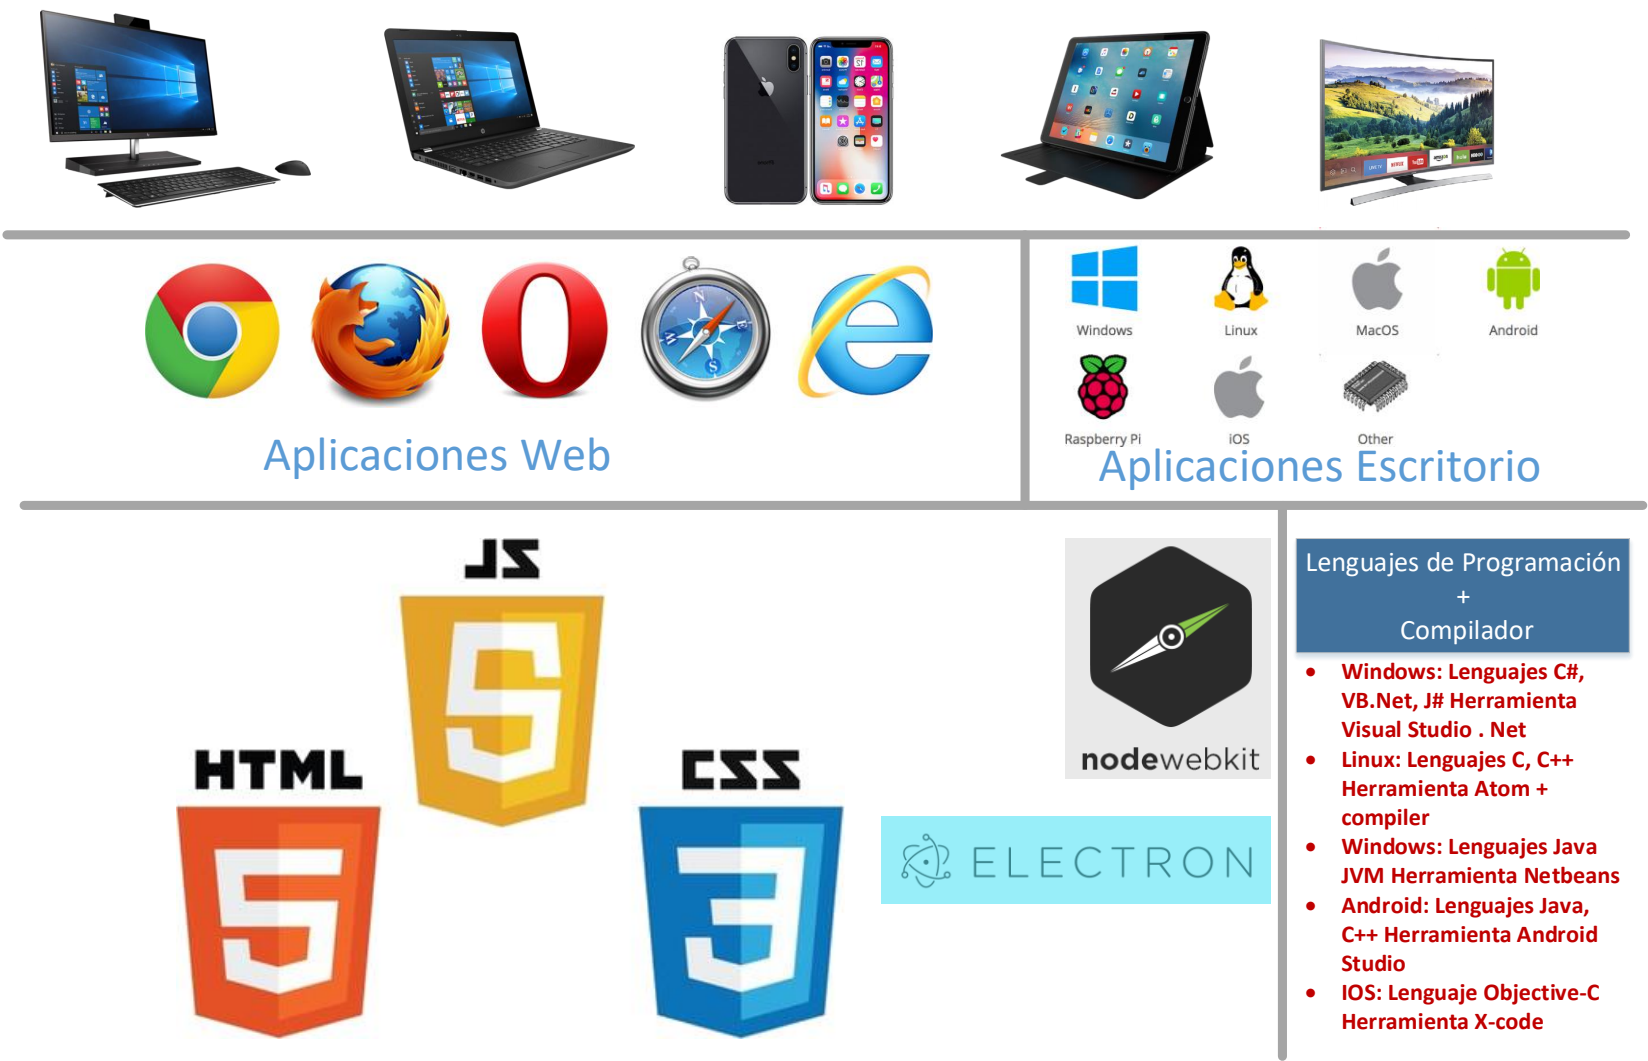 Windows
Linux
MacOS
Android
Raspberry Pi
iOS
Other
Aplicaciones Web
Aplicaciones Escritorio
JS
HTML
CSS
nodewebkit
ELECTRON
Lenguajes de Programación
+
Compilador
• Windows: Lenguajes C#,
VB.Net, J# Herramienta
Visual Studio . Net
• Linux: Lenguajes C, C++
Herramienta Atom +
compiler
• Windows: Lenguajes Java
JVM Herramienta Netbeans
• Android: Lenguajes Java,
C++ Herramienta Android
Studio
• IOS: Lenguaje Objective-C
Herramienta X-code